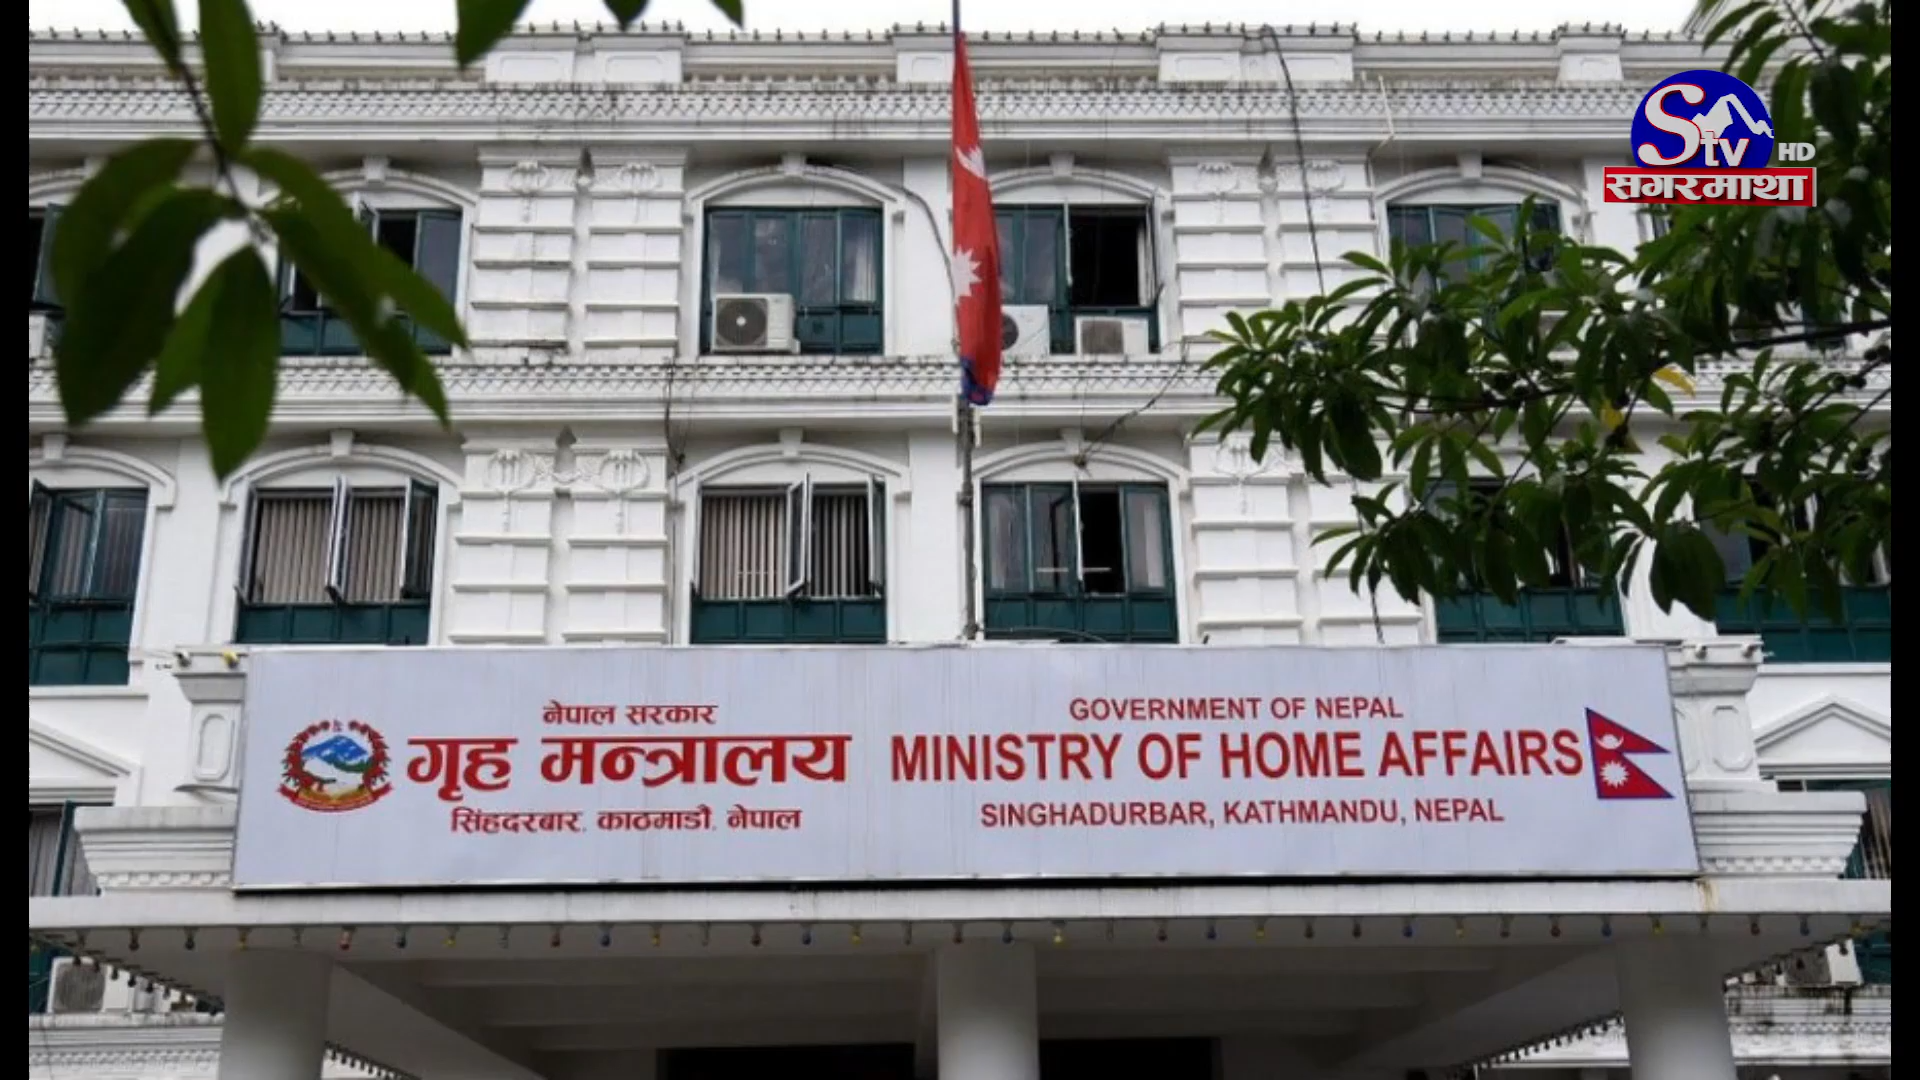 STV HD
सगरमाथा
नेपाल सरकार
गृह मन्त्रालय
सिंहदरबार, काठमाडौं, नेपाल
GOVERNMENT OF NEPAL
MINISTRY OF HOME AFFAIRS
SINGHADURBAR, KATHMANDU, NEPAL